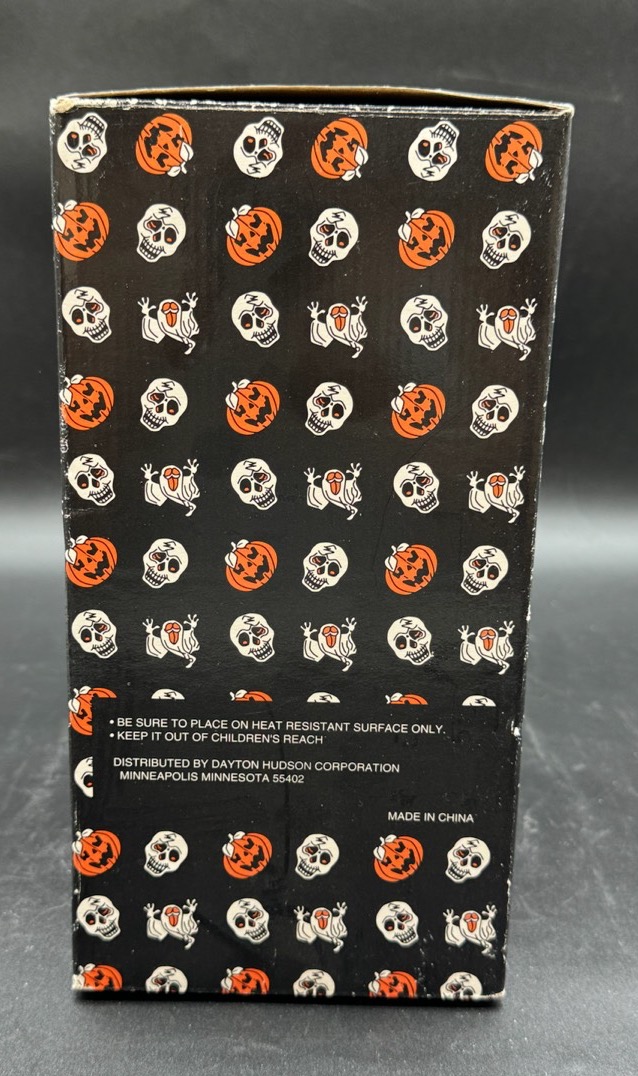 • BE SURE TO PLACE ON HEAT RESISTANT SURFACE ONLY.
• KEEP IT OUT OF CHILDREN'S REACH
DISTRIBUTED BY DAYTON HUDSON CORPORATION
MINNEAPOLIS MINNESOTA 55402
MADE IN CHINA